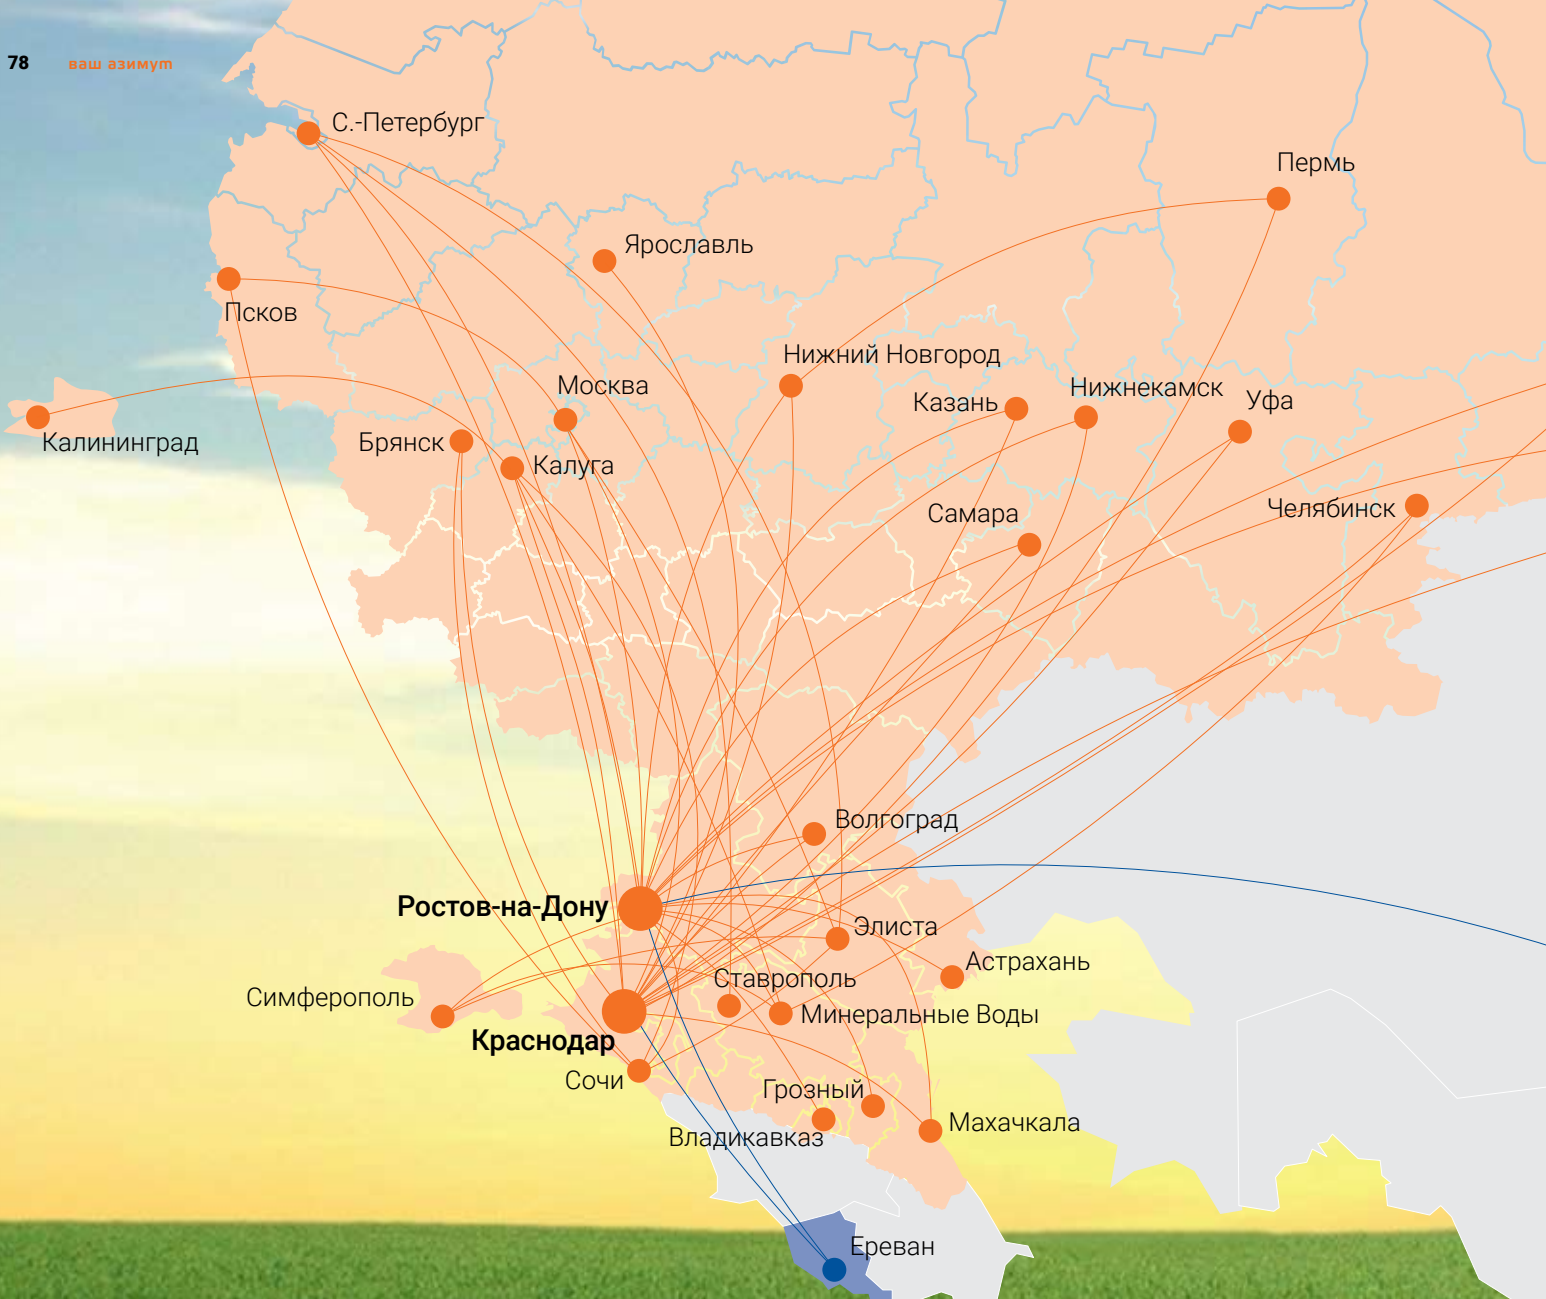 78 ваш азимут
С.-Петербург
Пермь
Ярославль
Псков
Нижний Новгород
Москва
Нижнекамск
Казань
Уфа
Калининград
Брянск
Калуга
Самара
Челябинск
Волгоград
Ростов-на-Дону
Элиста
Астрахань
Ставрополь
Симферополь
Минеральные Воды
Краснодар
Сочи
Грозный
Махачкала
Владикавказ
Ереван